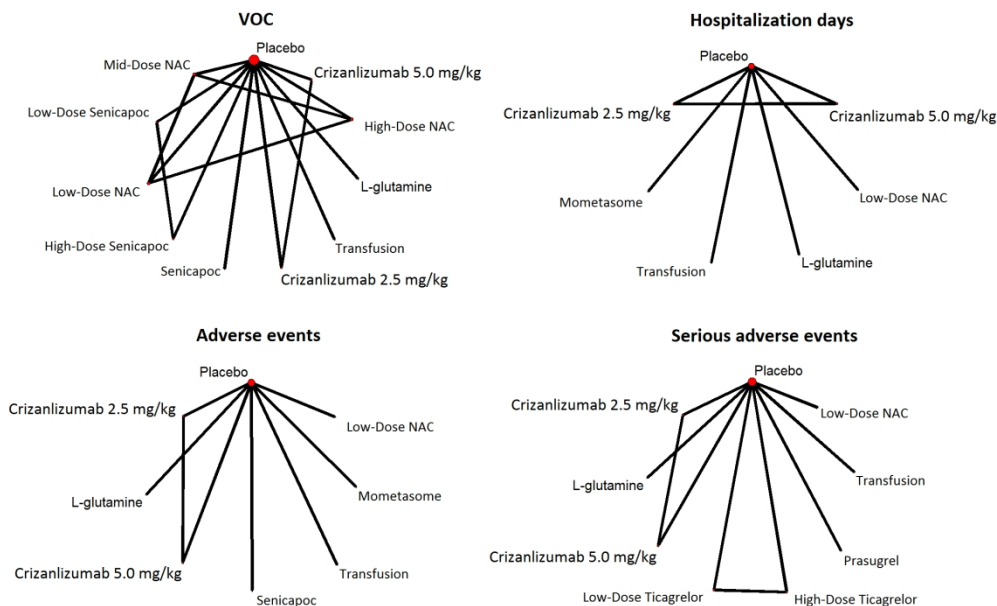 VOC
Placebo
Mid-Dose NAC
Crizanlizumab 5.0 mg/kg
Low-Dose Senicapoc
High-Dose NAC
Low-Dose NAC
L-glutamine
High-Dose Senicapoc
Transfusion
Senicapoc
Crizanlizumab 2.5 mg/kg
Hospitalization days
Placebo
Crizanlizumab 2.5 mg/kg
Crizanlizumab 5.0 mg/kg
Mometasome
Low-Dose NAC
Transfusion
L-glutamine
Adverse events
Placebo
Crizanlizumab 2.5 mg/kg
Low-Dose NAC
L-glutamine
Mometasome
Crizanlizumab 5.0 mg/kg
Transfusion
Senicapoc
Serious adverse events
Placebo
Crizanlizumab 2.5 mg/kg
Low-Dose NAC
L-glutamine
Transfusion
Crizanlizumab 5.0 mg/kg
Prasugrel
Low-Dose Ticagrelor
High-Dose Ticagrelor